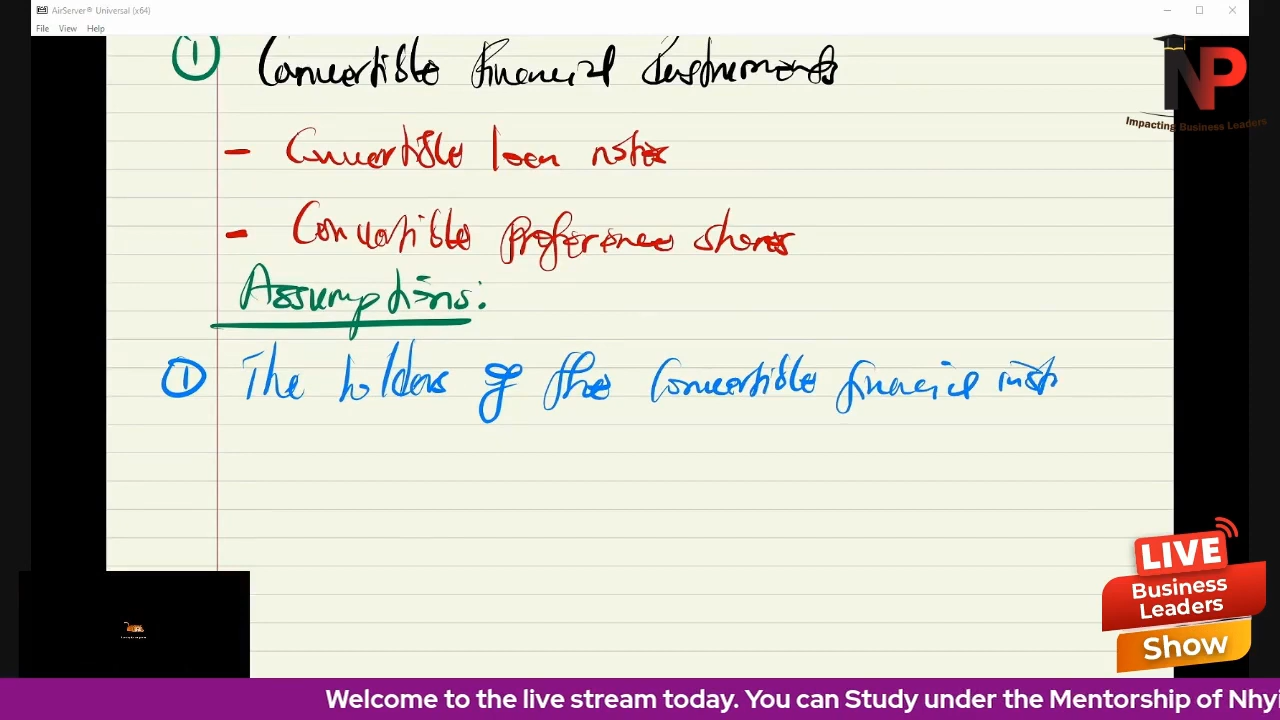 AirServer® Universal (x64)
File View Help
① Convertible financial Instruments
- Convertible loan notes
- Convertible preference shares
Assumptions:
① The holders of the Convertible financial inst
NP
Impacting Business Leaders
LIVE
Business
Leaders
Show
Welcome to the live stream today. You can Study under the Mentorship of Nhyi